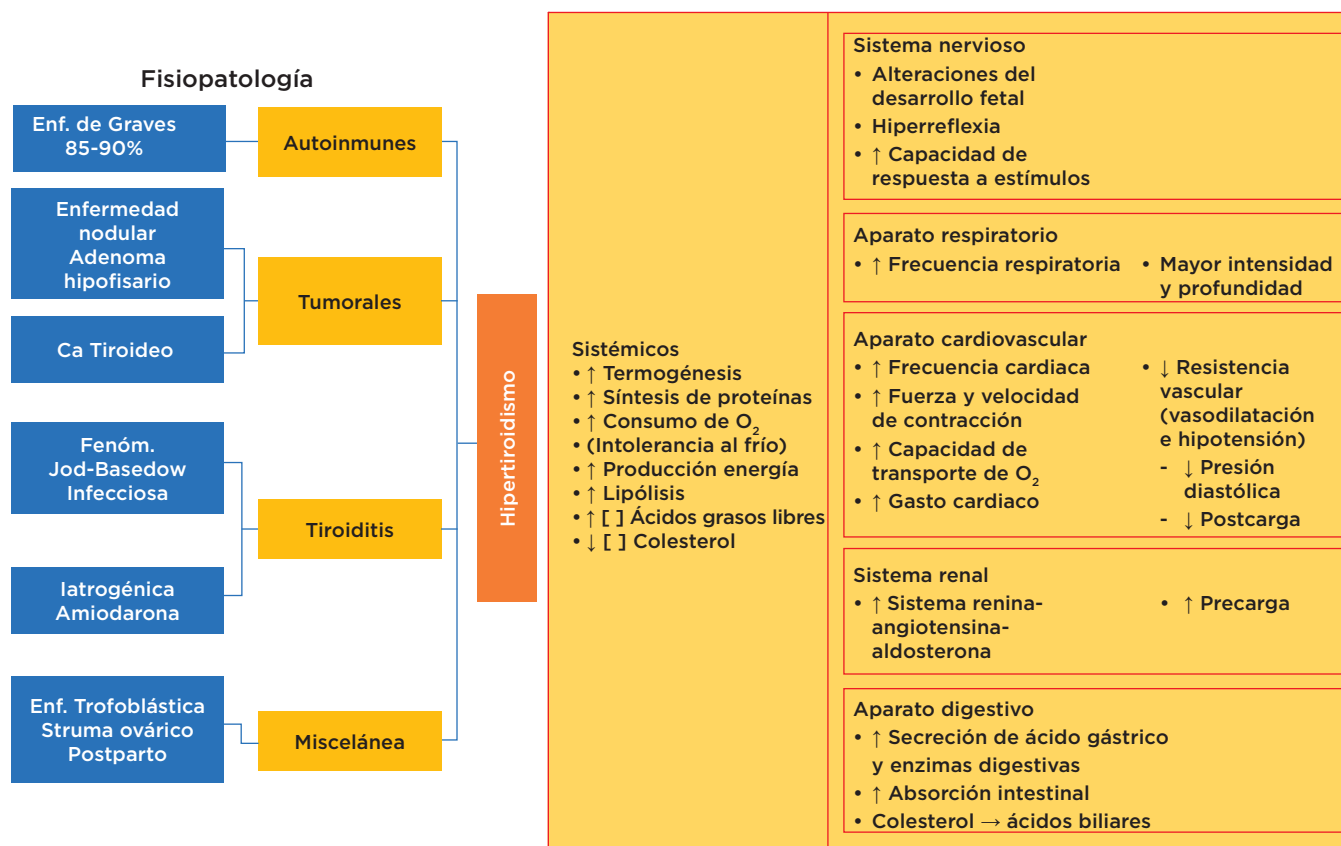 Fisiopatología
Enf. de Graves
85-90%
Autoinmunes
Enfermedad
nodular
Adenoma
hipofisario
Ca Tiroideo
Tumorales
Fenóm.
Jod-Basedow
Infecciosa
Iatrogénica
Amiodarona
Tiroiditis
Enf. Trofoblástica
Struma ovárico
Postparto
Miscelánea
Hipertiroidismo
Sistémicos
• ↑ Termogénesis
• ↑ Síntesis de proteínas
• ↑ Consumo de O₂
• (Intolerancia al frío)
• ↑ Producción energía
• ↑ Lipólisis
• ↑ [ ] Ácidos grasos libres
• ↓ [ ] Colesterol
Sistema nervioso
• Alteraciones del
desarrollo fetal
• Hiperreflexia
• ↑ Capacidad de
respuesta a estímulos
Aparato respiratorio
• ↑ Frecuencia respiratoria
• Mayor intensidad
y profundidad
Aparato cardiovascular
• ↑ Frecuencia cardiaca
• ↑ Fuerza y velocidad
de contracción
• ↑ Capacidad de
transporte de O₂
• ↑ Gasto cardiaco
• ↓ Resistencia
vascular
(vasodilatación
e hipotensión)
- ↓ Presión
diastólica
- ↓ Postcarga
Sistema renal
• ↑ Sistema renina-
angiotensina-
aldosterona
• ↑ Precarga
Aparato digestivo
• ↑ Secreción de ácido gástrico
y enzimas digestivas
• ↑ Absorción intestinal
• Colesterol → ácidos biliares